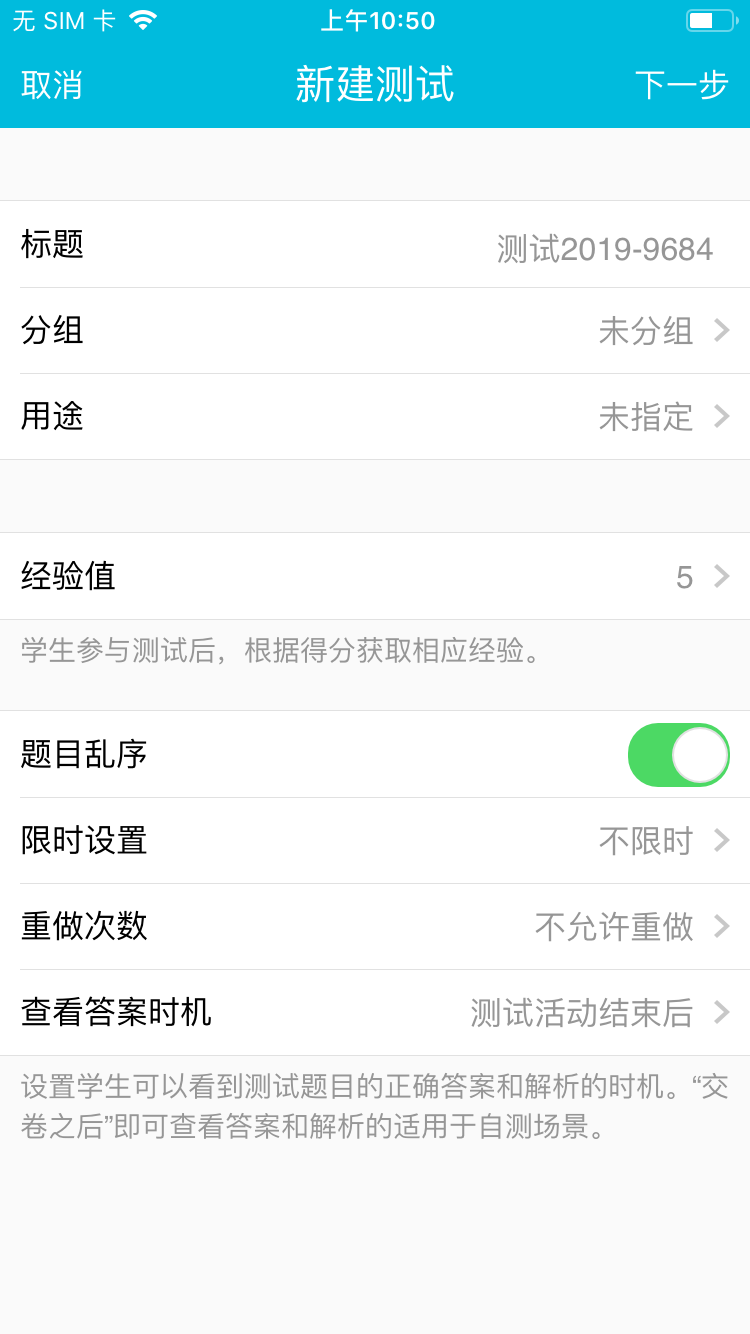 无 SIM 卡 上午10:50
取消 新建测试 下一步
标题 测试2019-9684
分组 未分组
用途 未指定
经验值 5
学生参与测试后，根据得分获取相应经验。
题目乱序
限时设置 不限时
重做次数 不允许重做
查看答案时机 测试活动结束后
设置学生可以看到测试题目的正确答案和解析的时机。“交
卷之后”即可查看答案和解析的适用于自测场景。